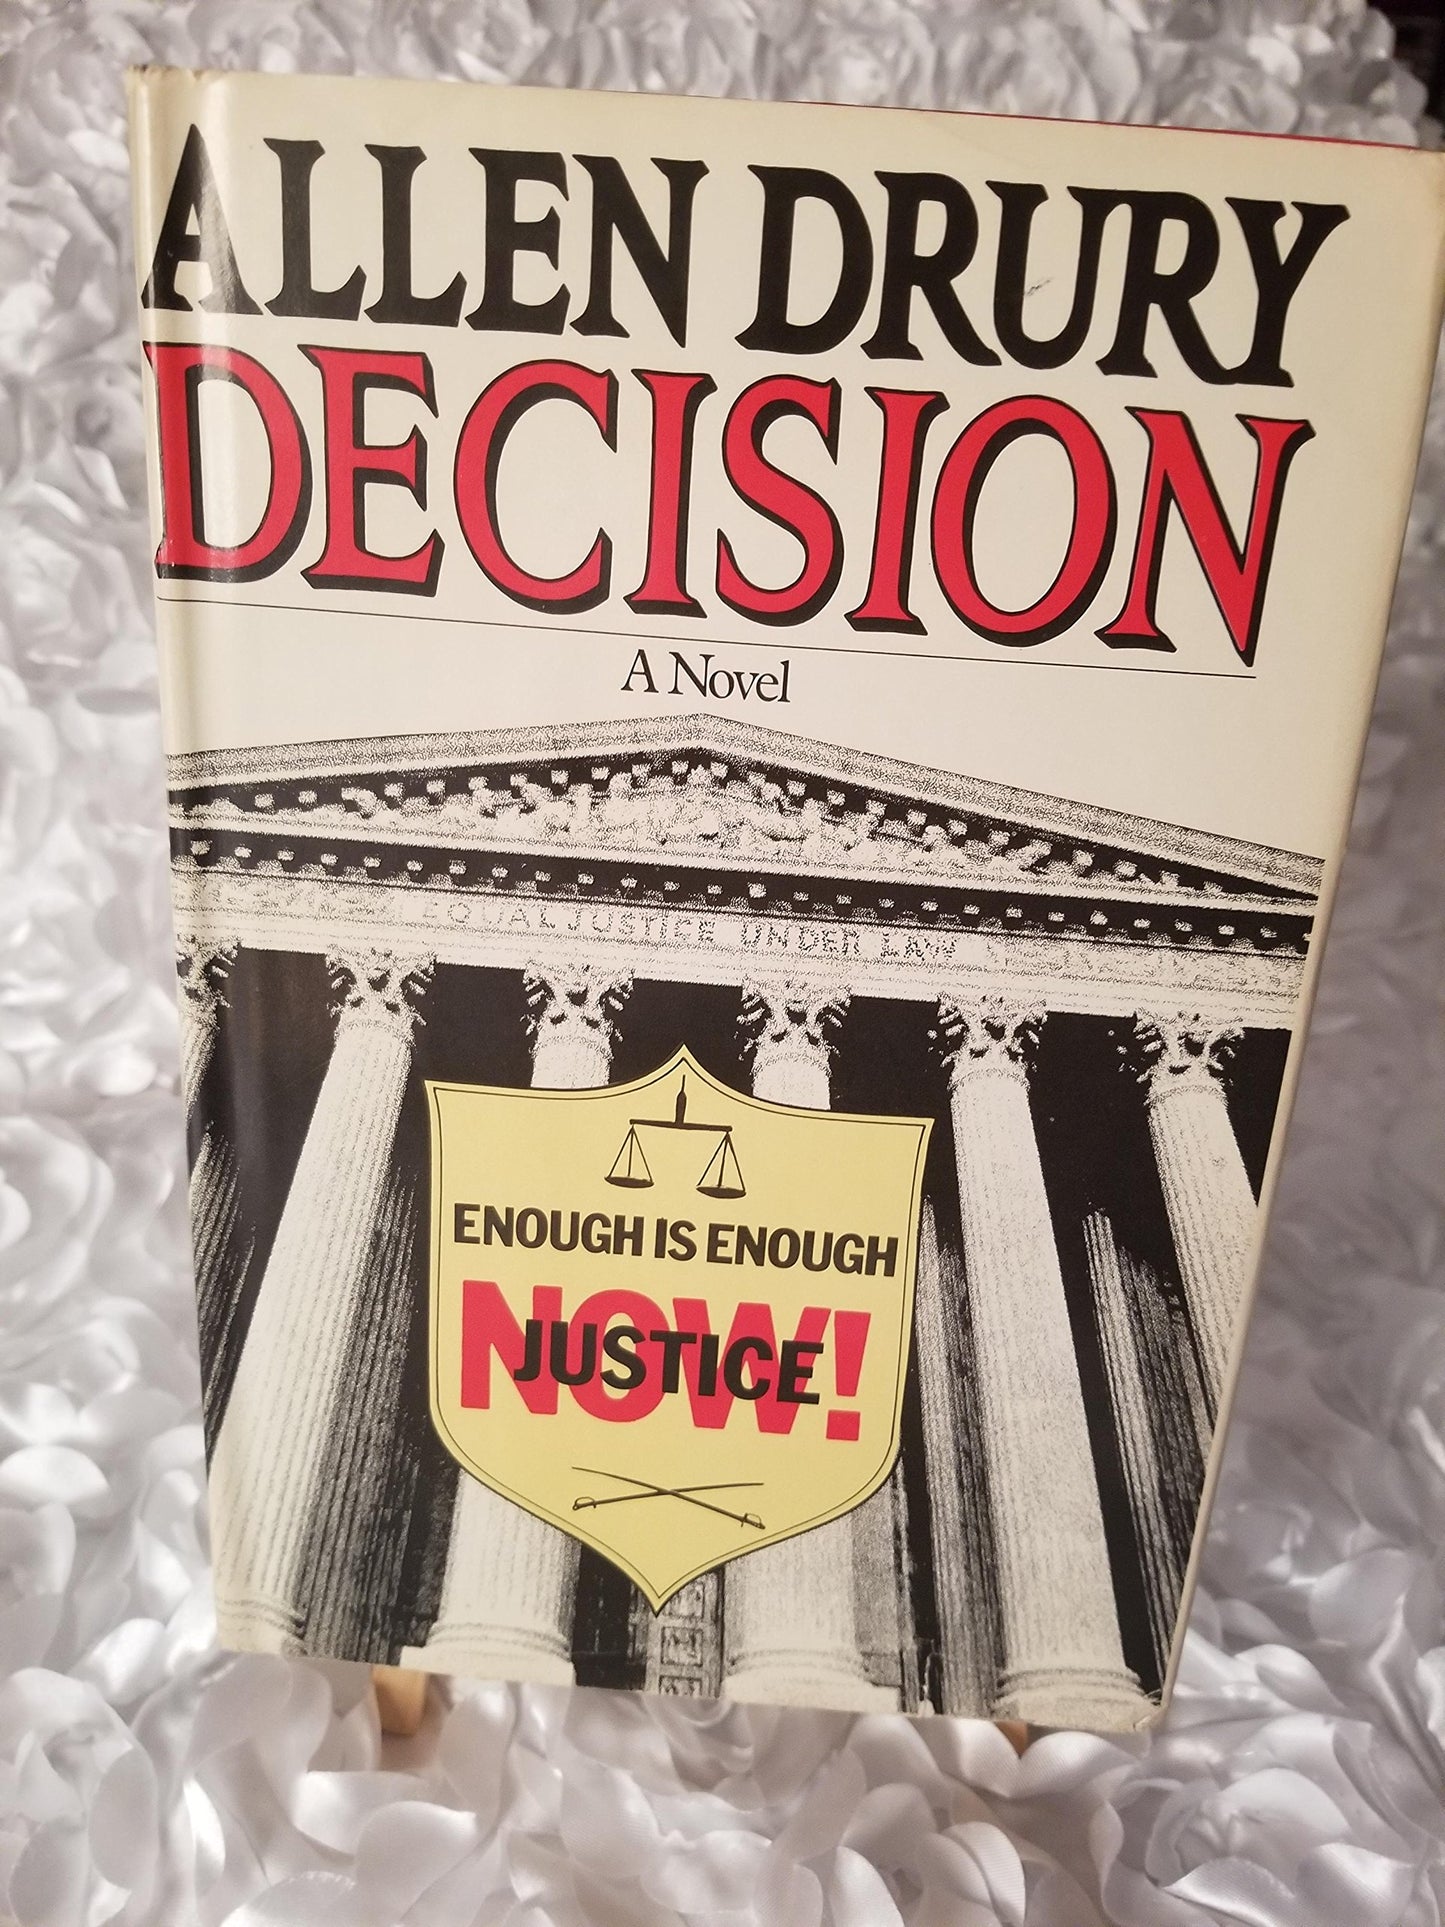 ALLEN DRURY
DECISION
A Novel
EQUAL JUSTICE UNDER LAW
ENOUGH IS ENOUGH
JUSTICE
NOW!